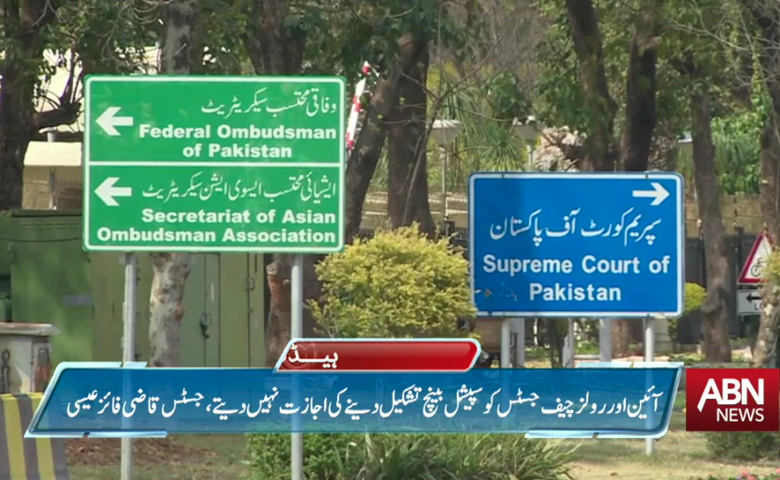 وفاقی محتسب سیکریٹریٹ
Federal Ombudsman
of Pakistan
ایشیائی محتسب ایسوی ایشن سیکریٹریٹ
Secretariat of Asian
Ombudsman Association
سپریم کورٹ آف پاکستان
Supreme Court of
Pakistan
ہیڈ
آئین اور رولز چیف جسٹس کو سپیشل بینچ تشکیل دینے کی اجازت نہیں دیتے، جسٹس قاضی فائز عیسی
ABN
NEWS